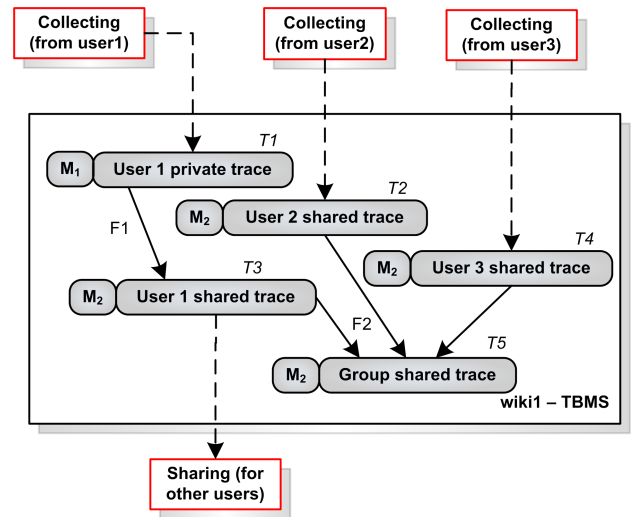 Collecting
(from user1)
Collecting
(from user2)
Collecting
(from user3)
T1
M₁ User 1 private trace
T2
M₂ User 2 shared trace
F1
T4
M₂ User 3 shared trace
T3
M₂ User 1 shared trace
F2
T5
M₂ Group shared trace
wiki1 – TBMS
Sharing (for
other users)